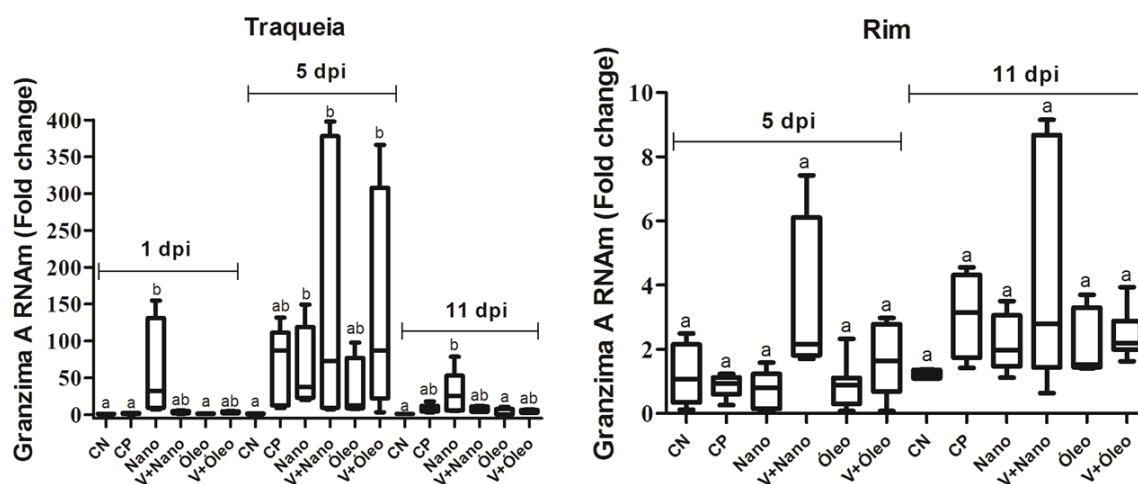 Traqueia
5 dpi
1 dpi
11 dpi
Granzima A RNAm (Fold change)
400
350
300
250
200
150
100
50
0
a a b ab a ab a ab b b ab b a ab b ab a ab
CN CP Nano V+Nano Óleo V+Óleo CN CP Nano V+Nano Óleo V+Óleo CN CP Nano V+Nano Óleo V+Óleo
Rim
11 dpi
5 dpi
Granzima A RNAm (Fold change)
10
8
6
4
2
0
a a a a a a a a a a a a
CN CP Nano V+Nano Óleo V+Óleo CN CP Nano V+Nano Óleo V+Óleo